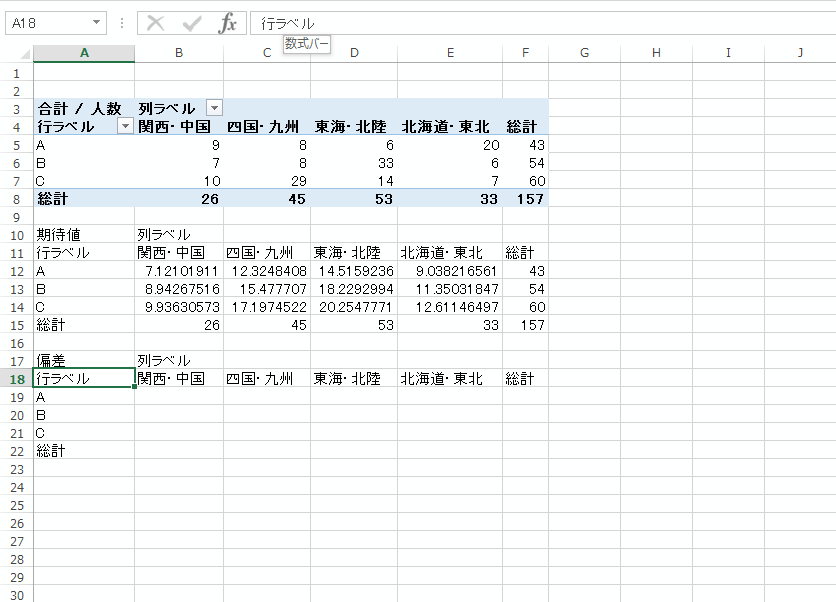 A18 fx 行ラベル
数式バー
A B C D E F G H I J
1
2
3 合計 / 人数 列ラベル
4 行ラベル 関西・中国 四国・九州 東海・北陸 北海道・東北 総計
5 A 9 8 6 20 43
6 B 7 8 33 6 54
7 C 10 29 14 7 60
8 総計 26 45 53 33 157
9
10 期待値 列ラベル
11 行ラベル 関西・中国 四国・九州 東海・北陸 北海道・東北 総計
12 A 7.12101911 12.3248408 14.5159236 9.038216561 43
13 B 8.94267516 15.477707 18.2292994 11.35031847 54
14 C 9.93630573 17.1974522 20.2547771 12.61146497 60
15 総計 26 45 53 33 157
16
17 偏差 列ラベル
18 行ラベル 関西・中国 四国・九州 東海・北陸 北海道・東北 総計
19 A
20 B
21 C
22 総計
23
24
25
26
27
28
29
30